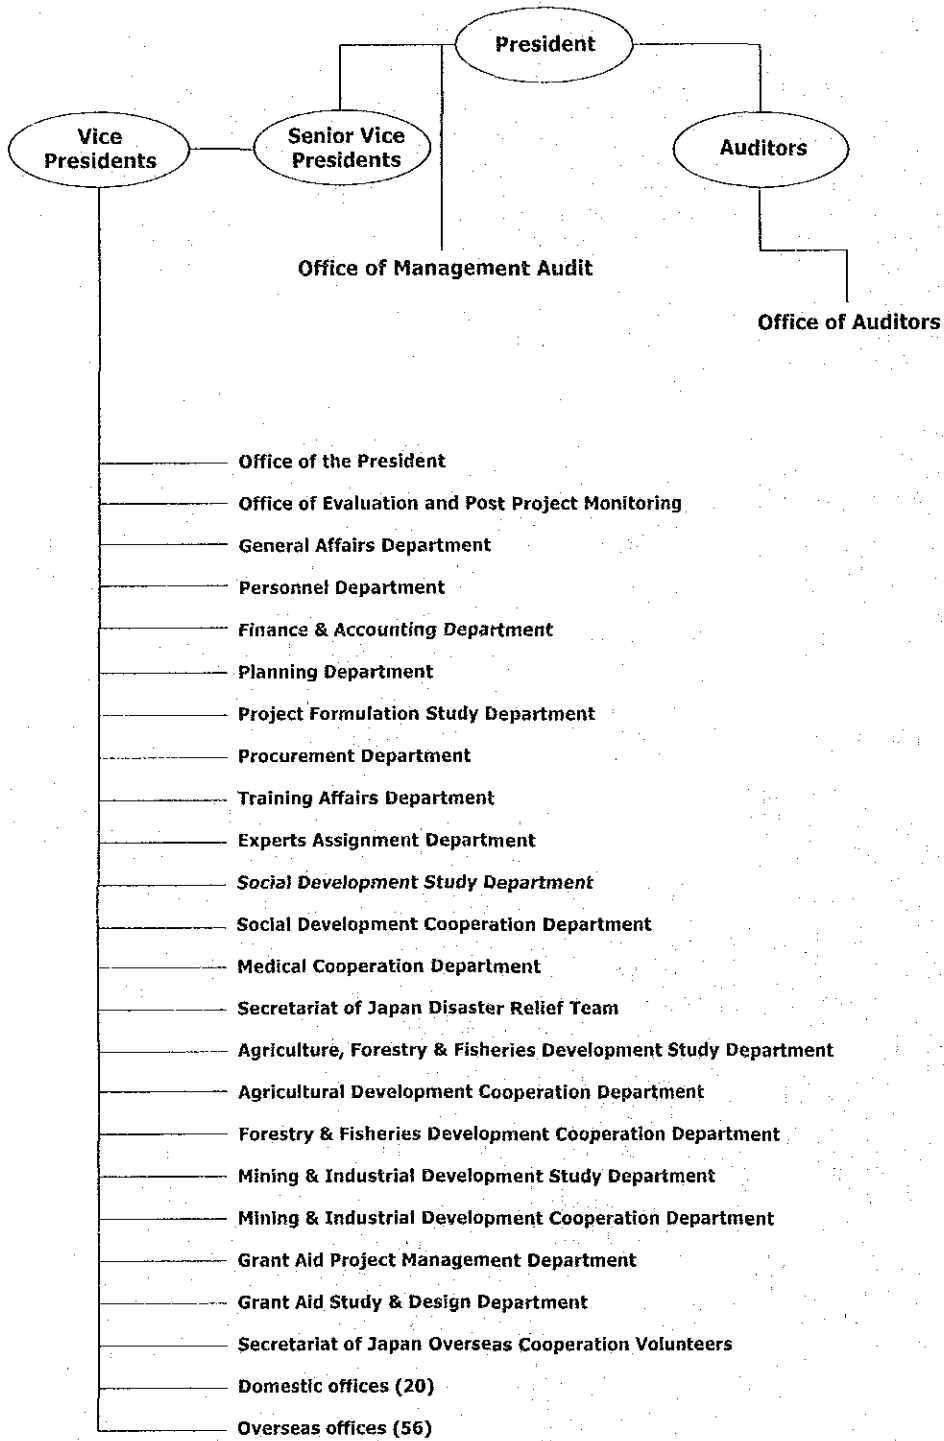 President
Vice
Presidents
Senior Vice
Presidents
Auditors
Office of Management Audit
Office of Auditors
Office of the President
Office of Evaluation and Post Project Monitoring
General Affairs Department
Personnel Department
Finance & Accounting Department
Planning Department
Project Formulation Study Department
Procurement Department
Training Affairs Department
Experts Assignment Department
Social Development Study Department
Social Development Cooperation Department
Medical Cooperation Department
Secretariat of Japan Disaster Relief Team
Agriculture, Forestry & Fisheries Development Study Department
Agricultural Development Cooperation Department
Forestry & Fisheries Development Cooperation Department
Mining & Industrial Development Study Department
Mining & Industrial Development Cooperation Department
Grant Aid Project Management Department
Grant Aid Study & Design Department
Secretariat of Japan Overseas Cooperation Volunteers
Domestic offices (20)
Overseas offices (56)